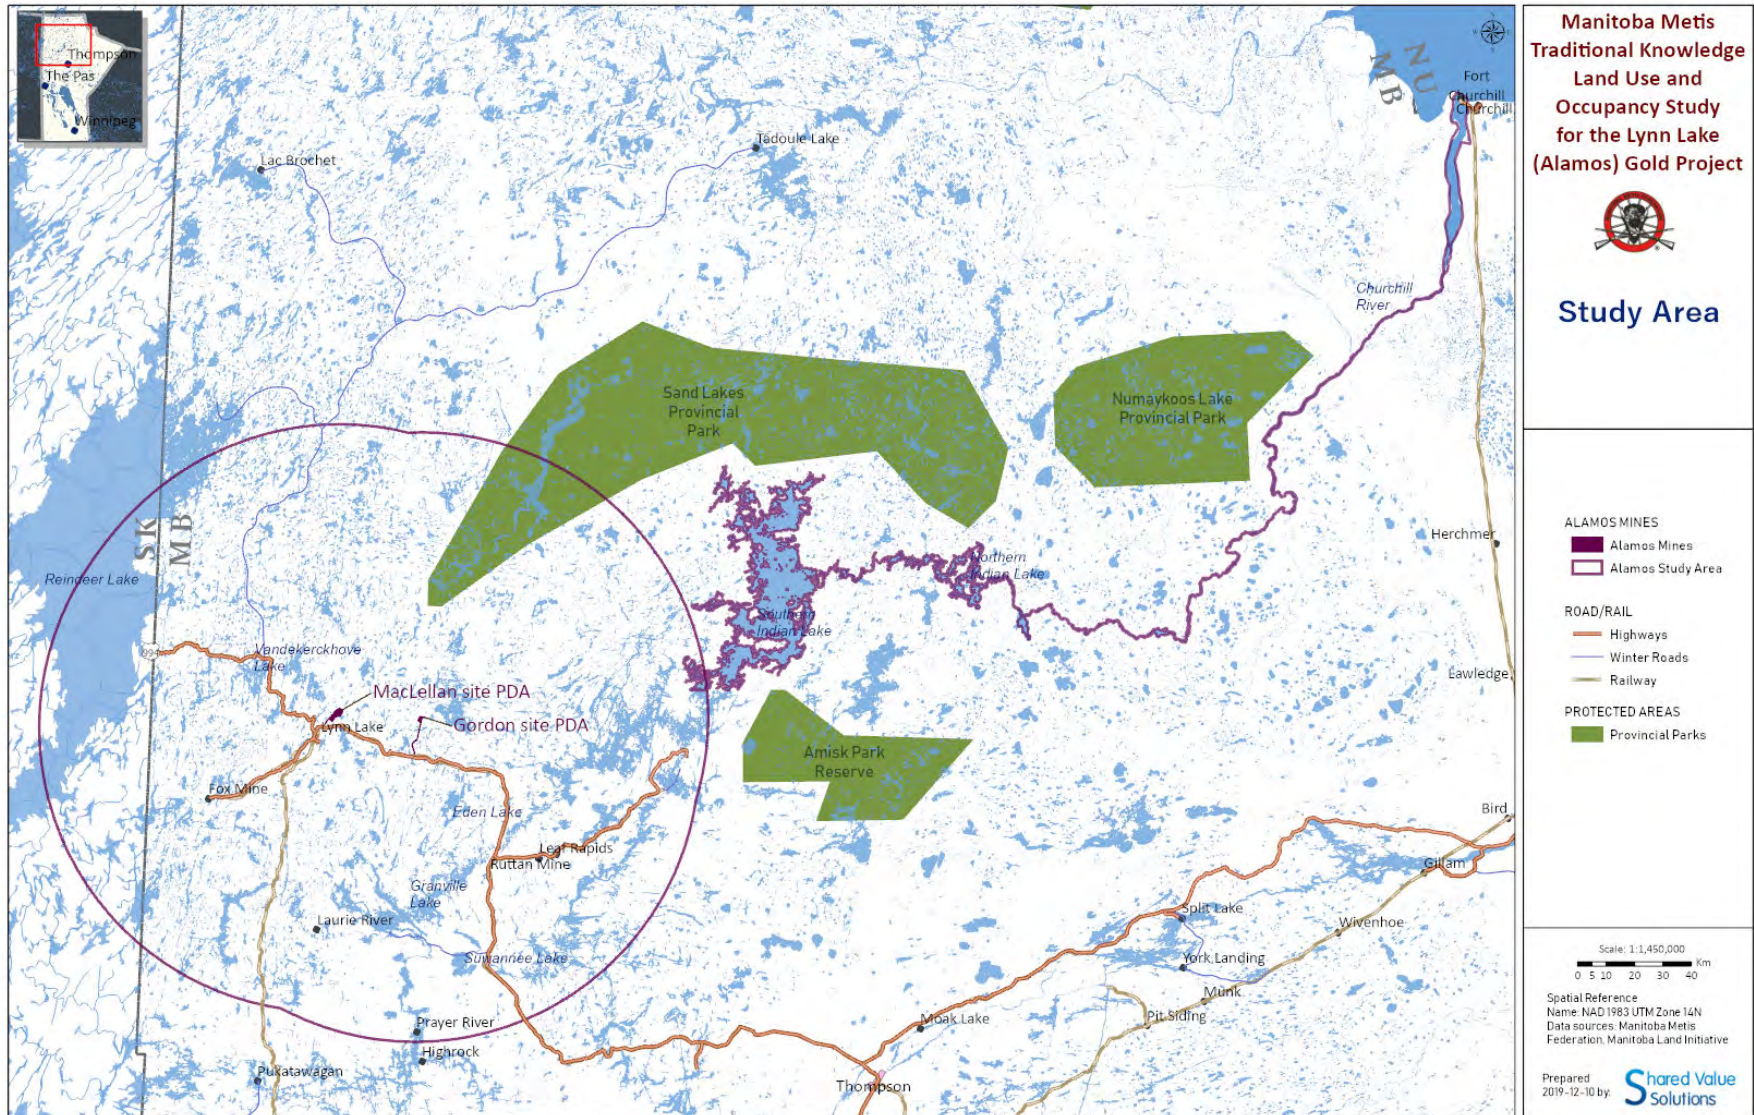 Thompson
The Pas
Winnipeg
Lac Brochet
Tadoule Lake
NU
MB
Fort
Churchill
Churchill
Churchill
River
Sand Lakes
Provincial
Park
Numaykoos Lake
Provincial Park
SK
MB
Reindeer Lake
Herchmer
Northern
Indian Lake
Southern
Indian Lake
Vandekerckhove
Lake
Lawledge
MacLellan site PDA
Gordon site PDA
Lynn Lake
Amisk Park
Reserve
Fox Mine
Eden Lake
Bird
Leaf Rapids
Ruttan Mine
Gillam
Granville
Lake
Laurie River
Split Lake
Wivenhoe
Suwannee Lake
York Landing
Munk
Pit Siding
Moak Lake
Prayer River
Highrock
Pukatawagan
Thompson
Manitoba Metis
Traditional Knowledge
Land Use and
Occupancy Study
for the Lynn Lake
(Alamos) Gold Project
Study Area
ALAMOS MINES
Alamos Mines
Alamos Study Area
ROAD/RAIL
Highways
Winter Roads
Railway
PROTECTED AREAS
Provincial Parks
Scale: 1:1,450,000
Km
0 5 10 20 30 40
Spatial Reference
Name: NAD 1983 UTM Zone 14N
Data sources: Manitoba Metis
Federation, Manitoba Land Initiative
Prepared
2019-12-10 by:
Shared Value
Solutions